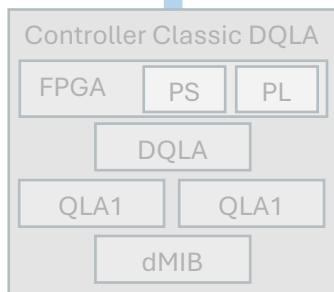 Controller Classic DQLA
FPGA PS PL
DQLA
QLA1 QLA1
dMIB